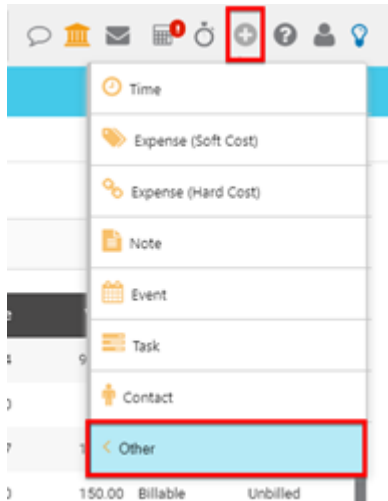 Time
Expense (Soft Cost)
Expense (Hard Cost)
Note
Event
Task
Contact
Other
150.00 Billable Unbilled